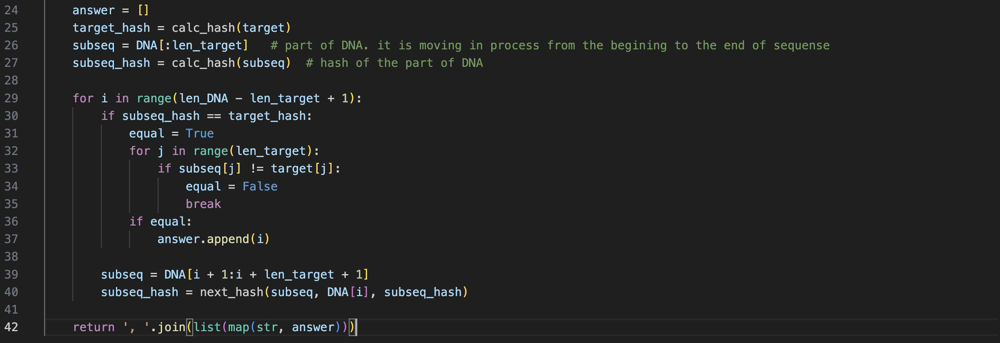 24 answer = []
25 target_hash = calc_hash(target)
26 subseq = DNA[:len_target]   # part of DNA. it is moving in process from the begining to the end of sequense
27 subseq_hash = calc_hash(subseq)  # hash of the part of DNA
28
29 for i in range(len_DNA - len_target + 1):
30     if subseq_hash == target_hash:
31         equal = True
32         for j in range(len_target):
33             if subseq[j] != target[j]:
34                 equal = False
35                 break
36         if equal:
37             answer.append(i)
38
39     subseq = DNA[i + 1:i + len_target + 1]
40     subseq_hash = next_hash(subseq, DNA[i], subseq_hash)
41
42 return ', '.join(list(map(str, answer)))